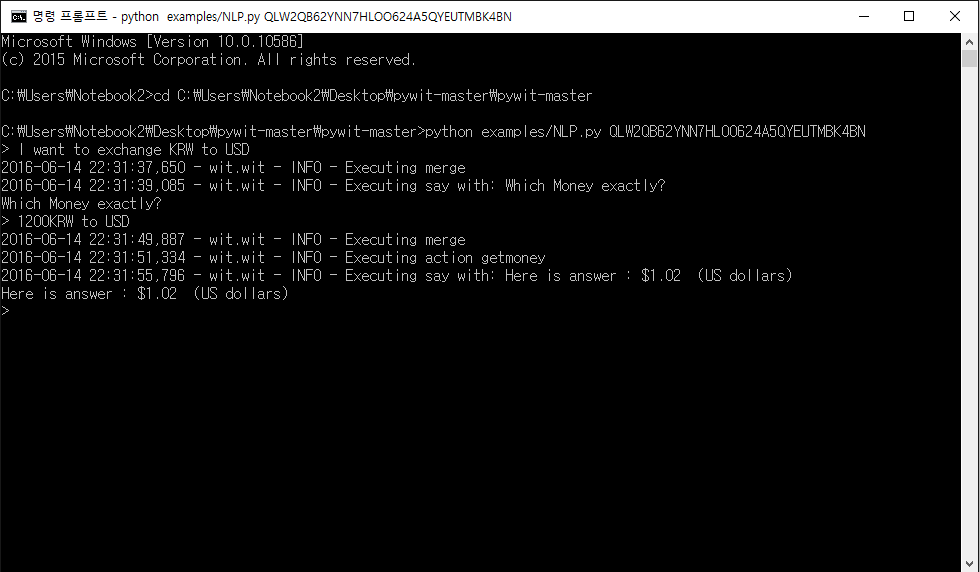 명령 프롬프트 - python examples/NLP.py QLW2QB62YNN7HLOO624A5QYEUTMBK4BN
Microsoft Windows [Version 10.0.10586]
(c) 2015 Microsoft Corporation. All rights reserved.
C:₩Users₩Notebook2>cd C:₩Users₩Notebook2₩Desktop₩pywit-master₩pywit-master
C:₩Users₩Notebook2₩Desktop₩pywit-master₩pywit-master>python examples/NLP.py QLW2QB62YNN7HLOO624A5QYEUTMBK4BN
> I want to exchange KRW to USD
2016-06-14 22:31:37,650 - wit.wit - INFO - Executing merge
2016-06-14 22:31:39,085 - wit.wit - INFO - Executing say with: Which Money exactly?
Which Money exactly?
> 1200KRW to USD
2016-06-14 22:31:49,887 - wit.wit - INFO - Executing merge
2016-06-14 22:31:51,334 - wit.wit - INFO - Executing action getmoney
2016-06-14 22:31:55,796 - wit.wit - INFO - Executing say with: Here is answer : $1.02  (US dollars)
Here is answer : $1.02  (US dollars)
>